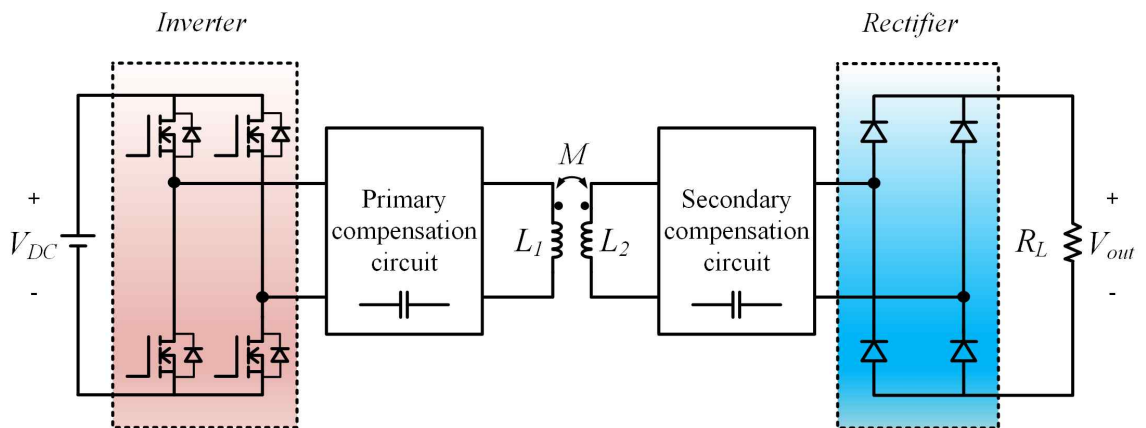 Inverter
Rectifier
+
V_DC
-
Primary
compensation
circuit
M
L_1
L_2
Secondary
compensation
circuit
R_L
+
V_out
-